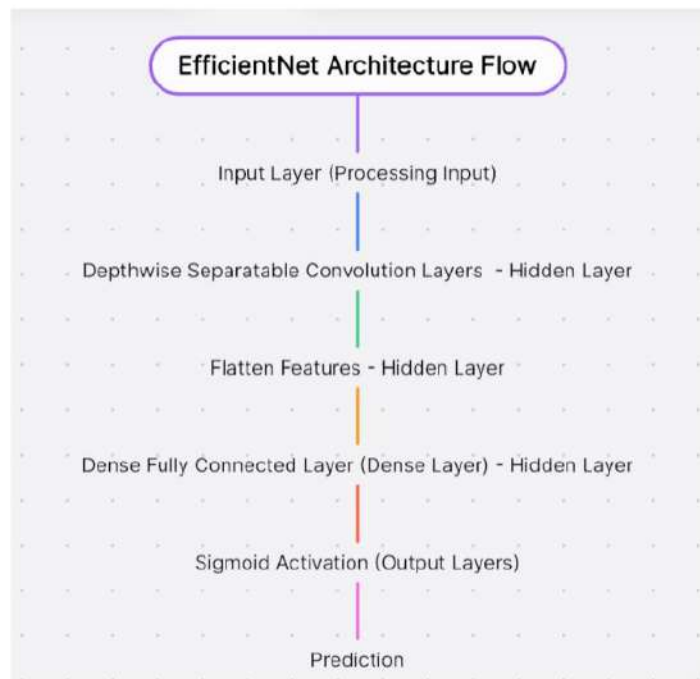 EfficientNet Architecture Flow
Input Layer (Processing Input)
Depthwise Separatable Convolution Layers - Hidden Layer
Flatten Features - Hidden Layer
Dense Fully Connected Layer (Dense Layer) - Hidden Layer
Sigmoid Activation (Output Layers)
Prediction